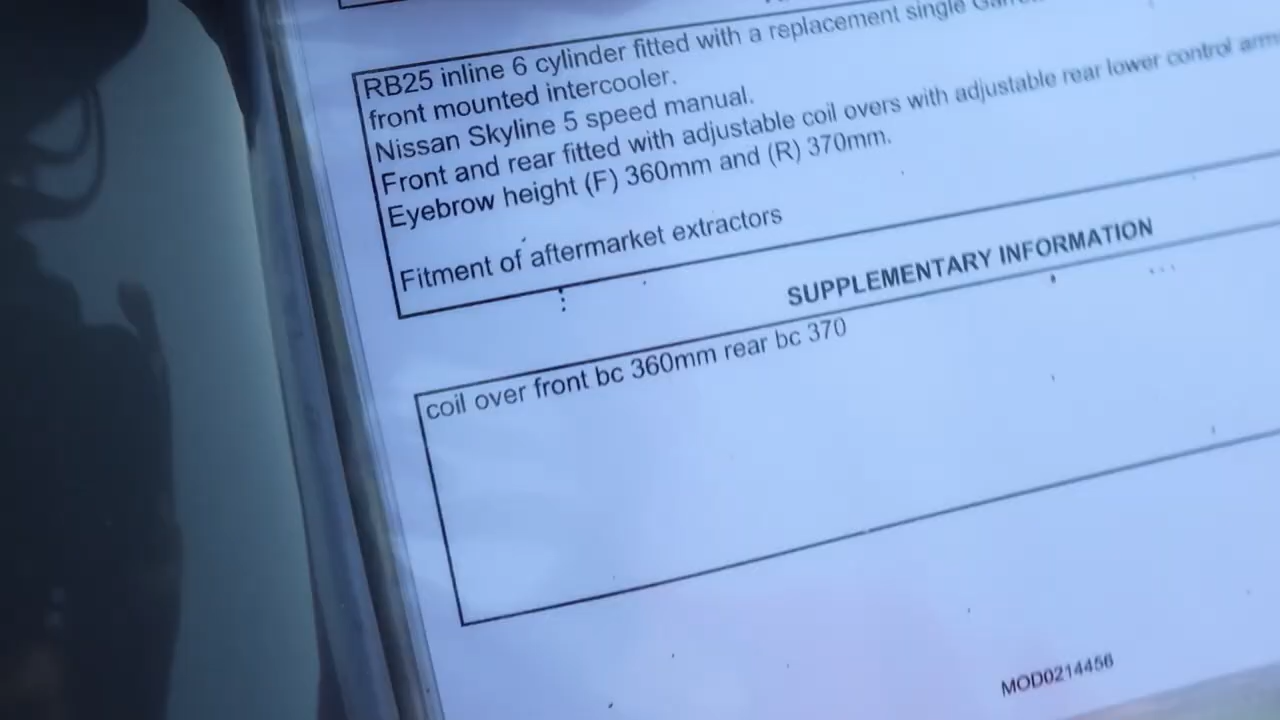 RB25 inline 6 cylinder fitted with a replacement single
front mounted intercooler.
Nissan Skyline 5 speed manual.
Front and rear fitted with adjustable coil overs with adjustable rear lower control arms
Eyebrow height (F) 360mm and (R) 370mm.
Fitment of aftermarket extractors
SUPPLEMENTARY INFORMATION
coil over front bc 360mm rear bc 370
MOD0214456